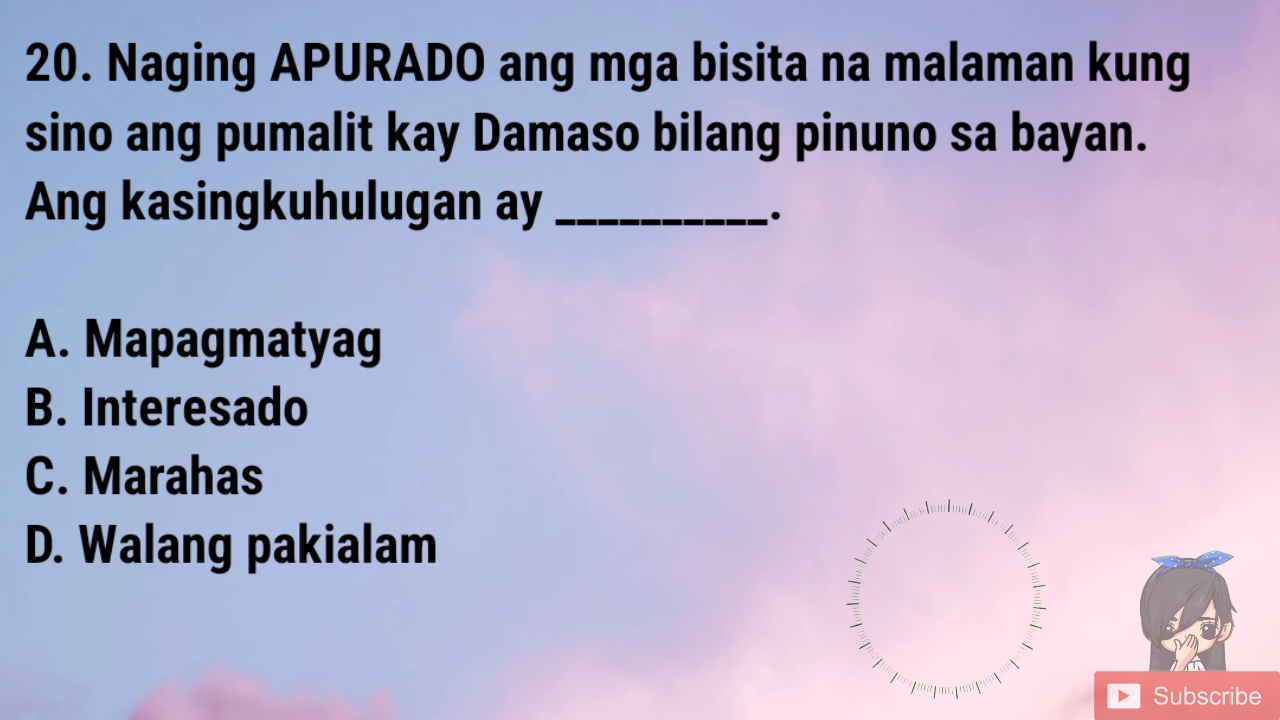 20. Naging APURADO ang mga bisita na malaman kung
sino ang pumalit kay Damaso bilang pinuno sa bayan.
Ang kasingkuhulugan ay __________.
A. Mapagmatyag
B. Interesado
C. Marahas
D. Walang pakialam
Subscribe